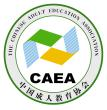 THE CHINESE ADULT EDUCATION ASSOCIATION
CAEA
中国成人教育协会